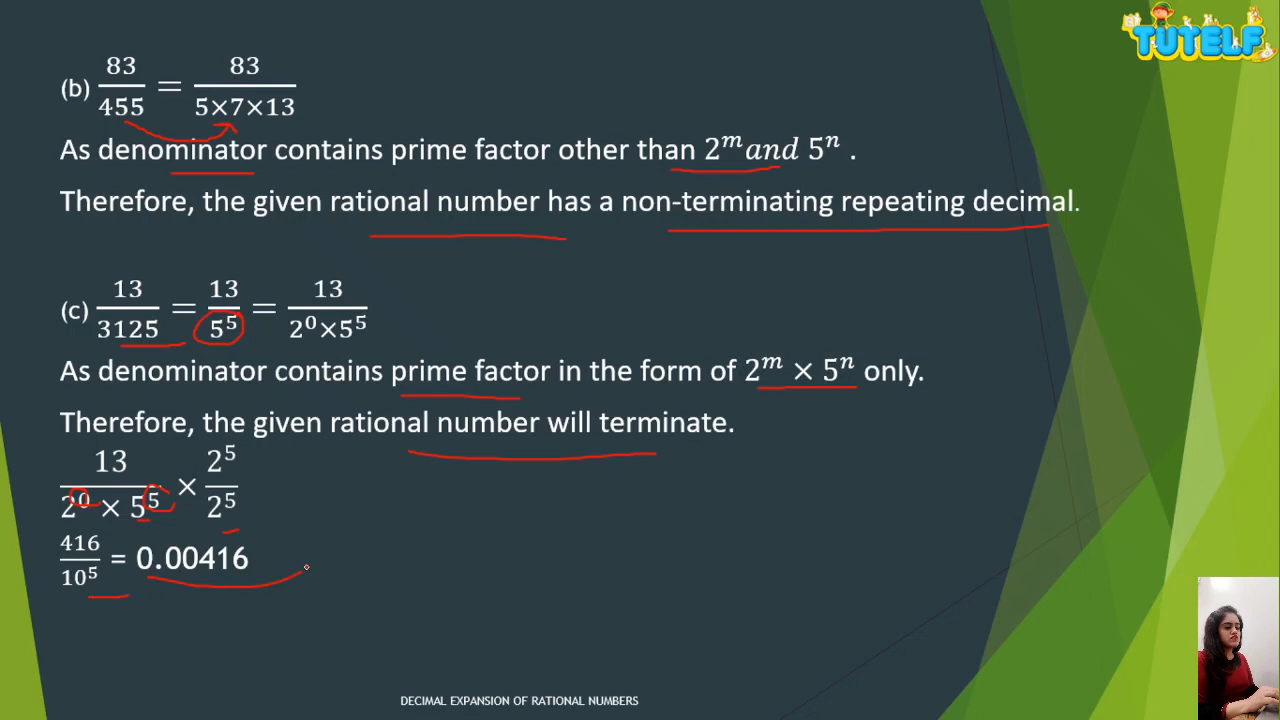 TUTELF
(b) 83/455 = 83/(5×7×13)
As denominator contains prime factor other than 2^m and 5^n .
Therefore, the given rational number has a non-terminating repeating decimal.
(c) 13/3125 = 13/5^5 = 13/(2^0×5^5)
As denominator contains prime factor in the form of 2^m × 5^n only.
Therefore, the given rational number will terminate.
13/(2^0 × 5^5) × 2^5/2^5
416/10^5 = 0.00416
DECIMAL EXPANSION OF RATIONAL NUMBERS